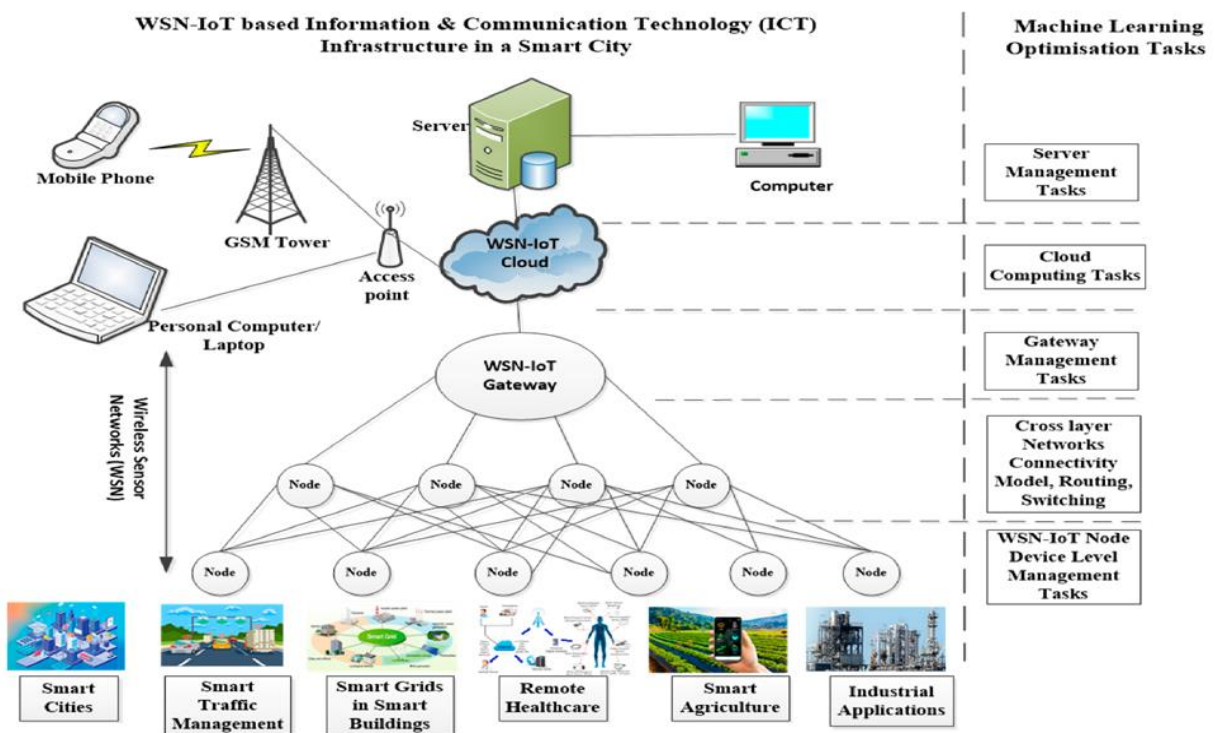 WSN-IoT based Information & Communication Technology (ICT)
Infrastructure in a Smart City
Machine Learning
Optimisation Tasks
Server
Mobile Phone
Computer
GSM Tower
Access
point
WSN-IoT
Cloud
Personal Computer/
Laptop
WSN-IoT
Gateway
Wireless Sensor
Networks (WSN)
Node
Node
Node
Node
Node
Node
Node
Node
Node
Node
Server
Management
Tasks
Cloud
Computing Tasks
Gateway
Management
Tasks
Cross layer
Networks
Connectivity
Model, Routing,
Switching
WSN-IoT Node
Device Level
Management
Tasks
Smart Grid
Smart
Cities
Smart
Traffic
Management
Smart Grids
in Smart
Buildings
Remote
Healthcare
Smart
Agriculture
Industrial
Applications